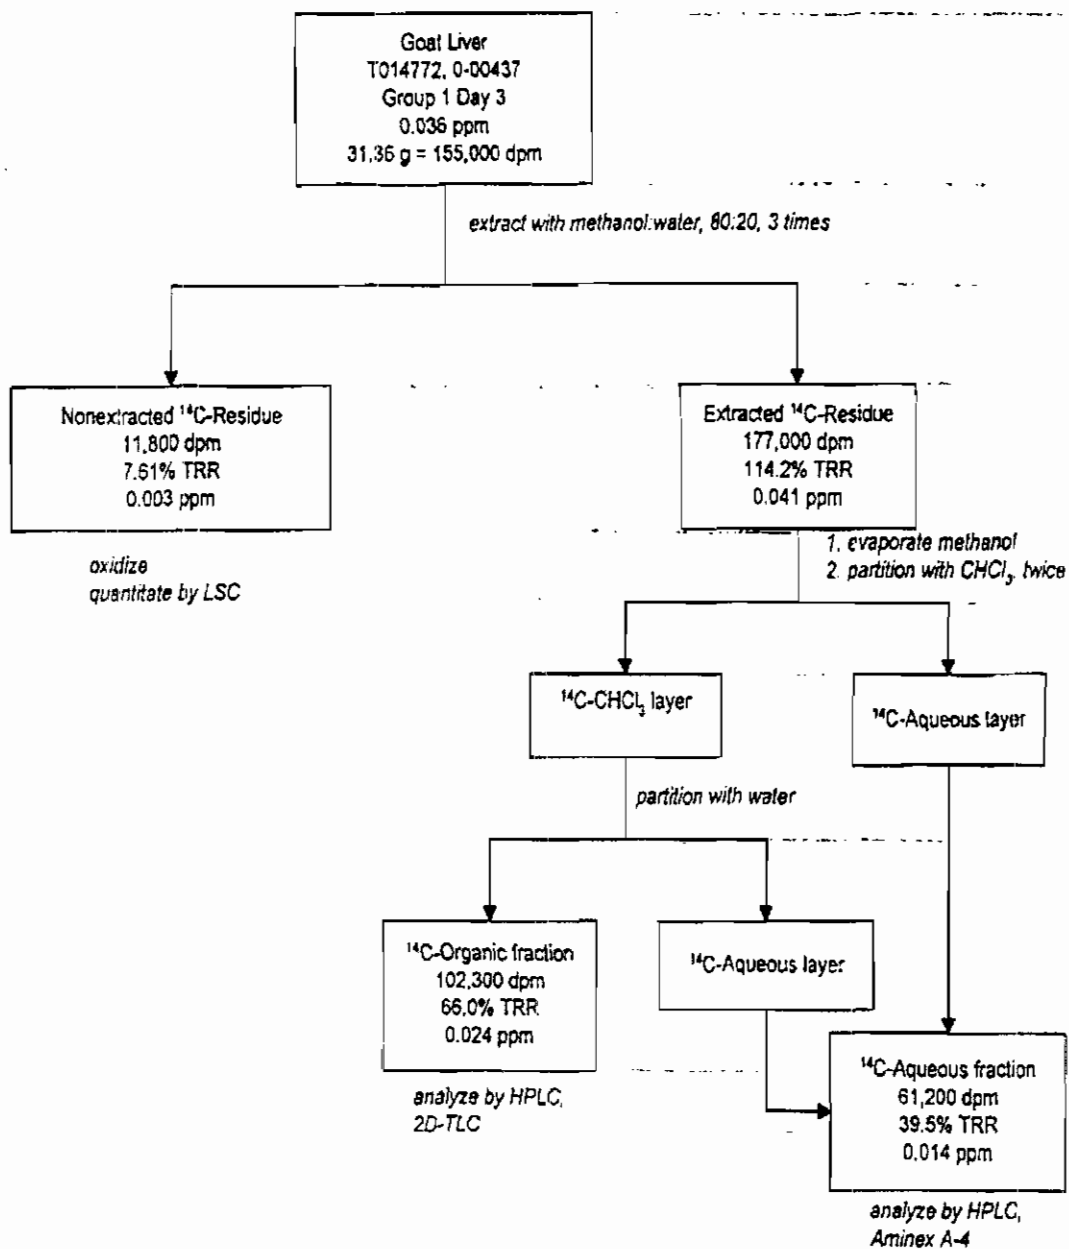 Goat Liver
T014772, 0-00437
Group 1 Day 3
0.036 ppm
31.36 g = 155,000 dpm
extract with methanol:water, 80:20, 3 times
Nonextracted ¹⁴C-Residue
11,800 dpm
7.61% TRR
0.003 ppm
oxidize
quantitate by LSC
Extracted ¹⁴C-Residue
177,000 dpm
114.2% TRR
0.041 ppm
1. evaporate methanol
2. partition with CHCl₃, twice
¹⁴C-CHCl₃ layer
¹⁴C-Aqueous layer
partition with water
¹⁴C-Organic fraction
102,300 dpm
66.0% TRR
0.024 ppm
analyze by HPLC,
2D-TLC
¹⁴C-Aqueous layer
¹⁴C-Aqueous fraction
61,200 dpm
39.5% TRR
0.014 ppm
analyze by HPLC,
Aminex A-4